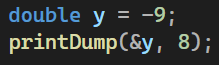 double y = -9;
printDump(&y, 8);